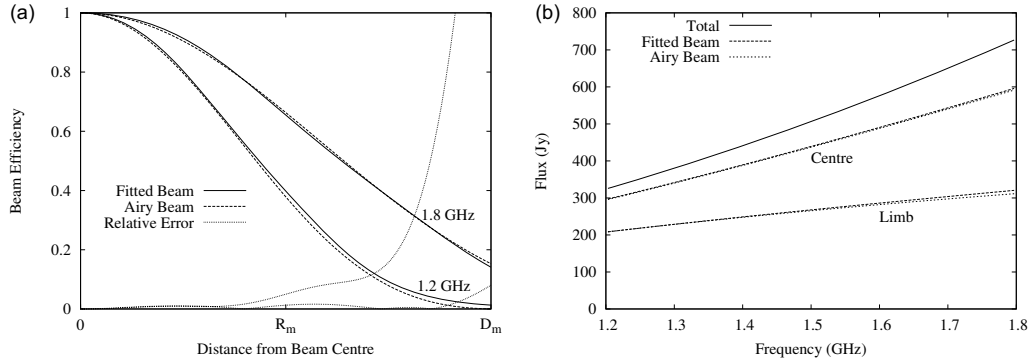 (a)
1
0.8
0.6
0.4
0.2
0
Beam Efficiency
Fitted Beam
Airy Beam
Relative Error
1.8 GHz
1.2 GHz
0
Rm
Dm
Distance from Beam Centre
(b)
800
700
600
500
400
300
200
100
0
Flux (Jy)
Total
Fitted Beam
Airy Beam
Centre
Limb
1.2
1.3
1.4
1.5
1.6
1.7
1.8
Frequency (GHz)